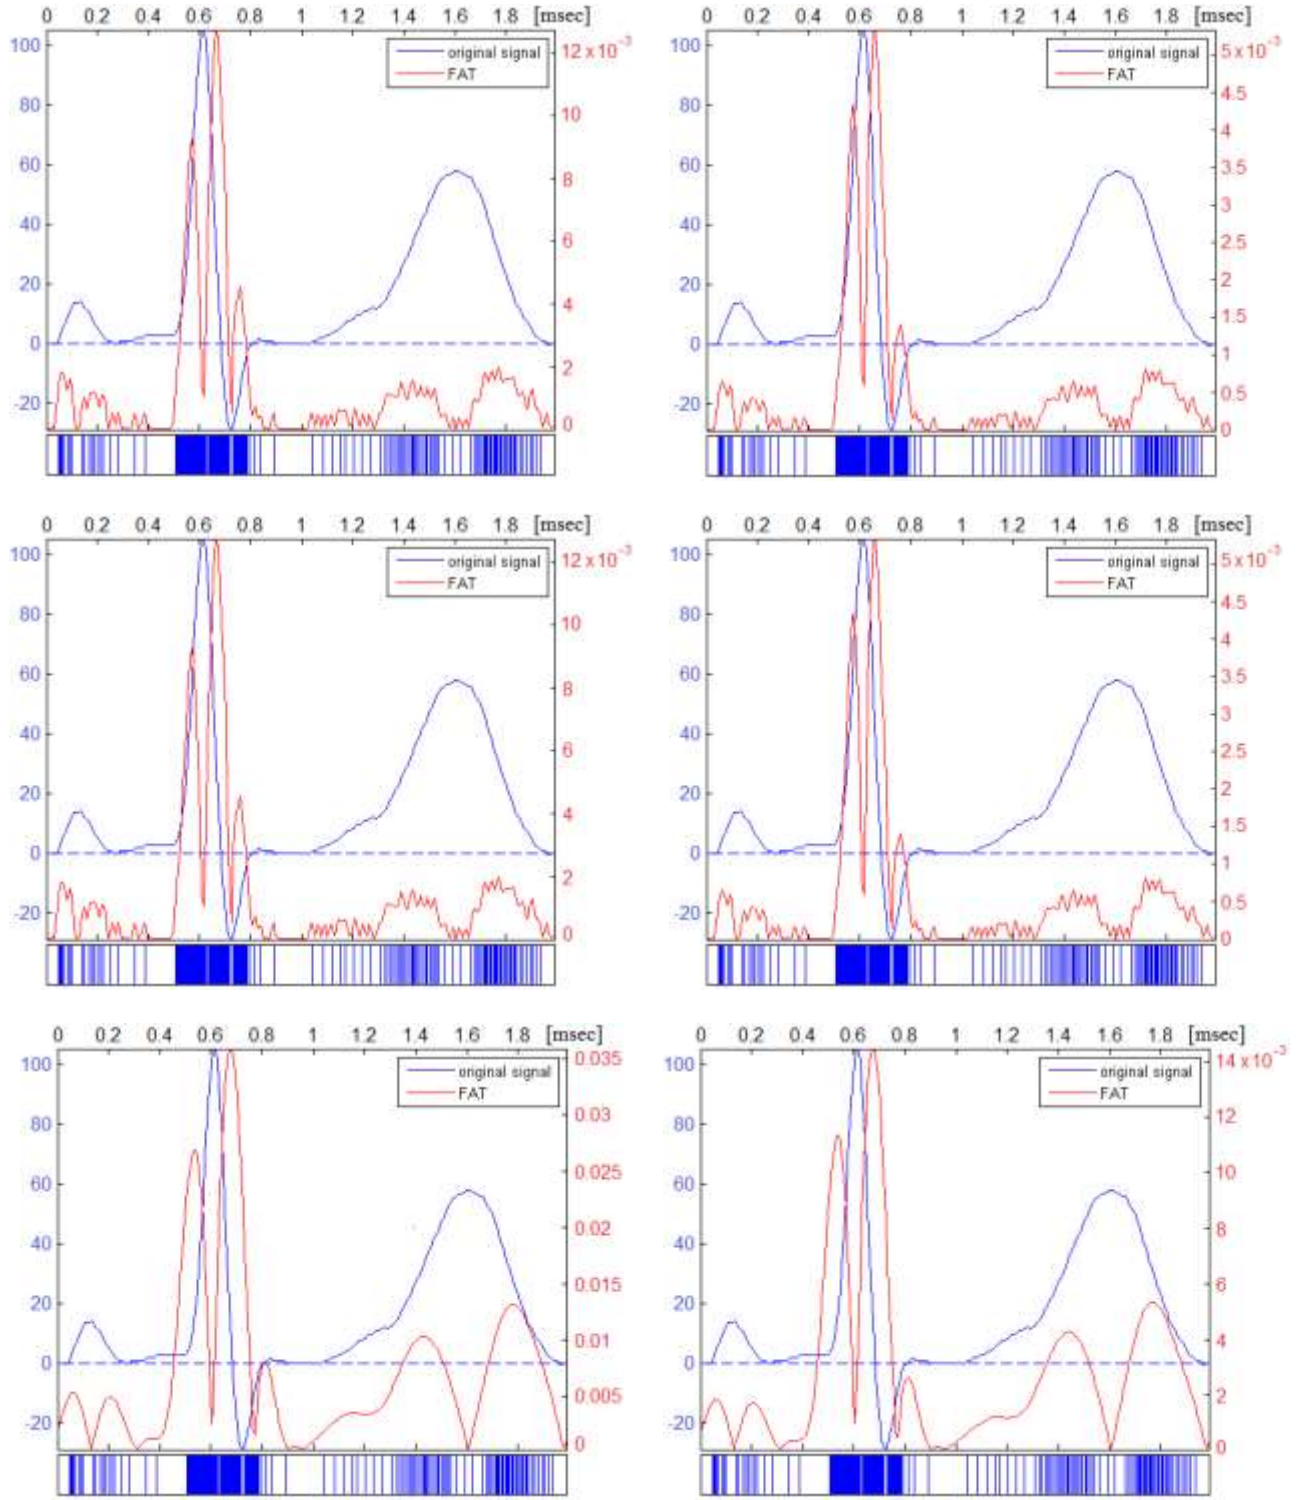 0 0.2 0.4 0.6 0.8 1 1.2 1.4 1.6 1.8 [msec]
100 80 60 40 20 0 -20
original signal
FAT
12 x 10⁻³ 10 8 6 4 2 0
0 0.2 0.4 0.6 0.8 1 1.2 1.4 1.6 1.8 [msec]
100 80 60 40 20 0 -20
original signal
FAT
5 x 10⁻³ 4.5 4 3.5 3 2.5 2 1.5 1 0.5 0
0 0.2 0.4 0.6 0.8 1 1.2 1.4 1.6 1.8 [msec]
100 80 60 40 20 0 -20
original signal
FAT
12 x 10⁻³ 10 8 6 4 2 0
0 0.2 0.4 0.6 0.8 1 1.2 1.4 1.6 1.8 [msec]
100 80 60 40 20 0 -20
original signal
FAT
5 x 10⁻³ 4.5 4 3.5 3 2.5 2 1.5 1 0.5 0
0 0.2 0.4 0.6 0.8 1 1.2 1.4 1.6 1.8 [msec]
100 80 60 40 20 0 -20
original signal
FAT
0.035 0.03 0.025 0.02 0.015 0.01 0.005 0
0 0.2 0.4 0.6 0.8 1 1.2 1.4 1.6 1.8 [msec]
100 80 60 40 20 0 -20
original signal
FAT
14 x 10⁻³ 12 10 8 6 4 2 0